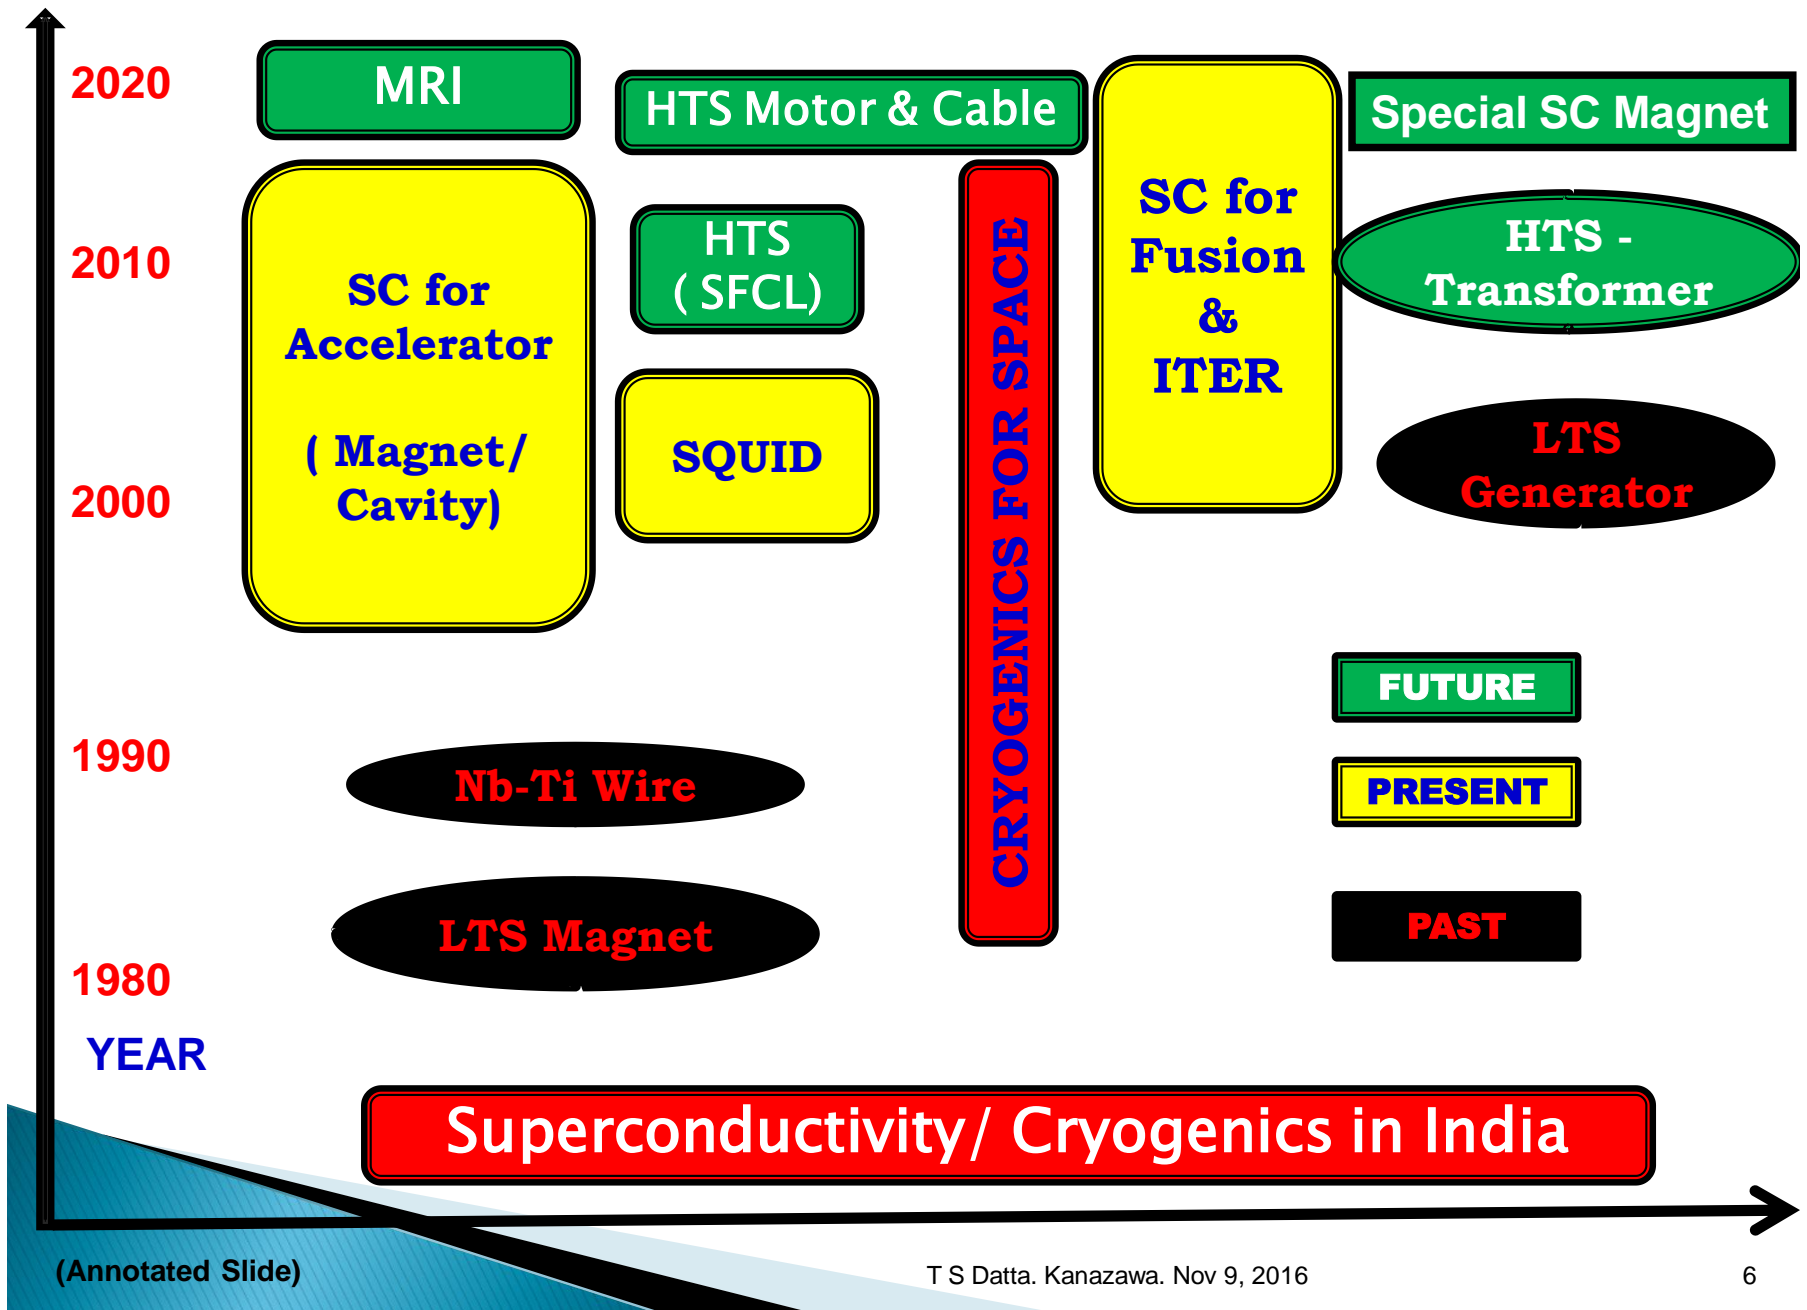 2020
MRI
HTS Motor & Cable
Special SC Magnet
SC for
Fusion
&
ITER
2010
SC for
Accelerator
( Magnet/
Cavity)
HTS
( SFCL)
HTS -
Transformer
CRYOGENICS FOR SPACE
SQUID
LTS
Generator
2000
FUTURE
1990
Nb-Ti Wire
PRESENT
LTS Magnet
PAST
1980
YEAR
Superconductivity/ Cryogenics in India
(Annotated Slide)
T S Datta. Kanazawa. Nov 9, 2016
6